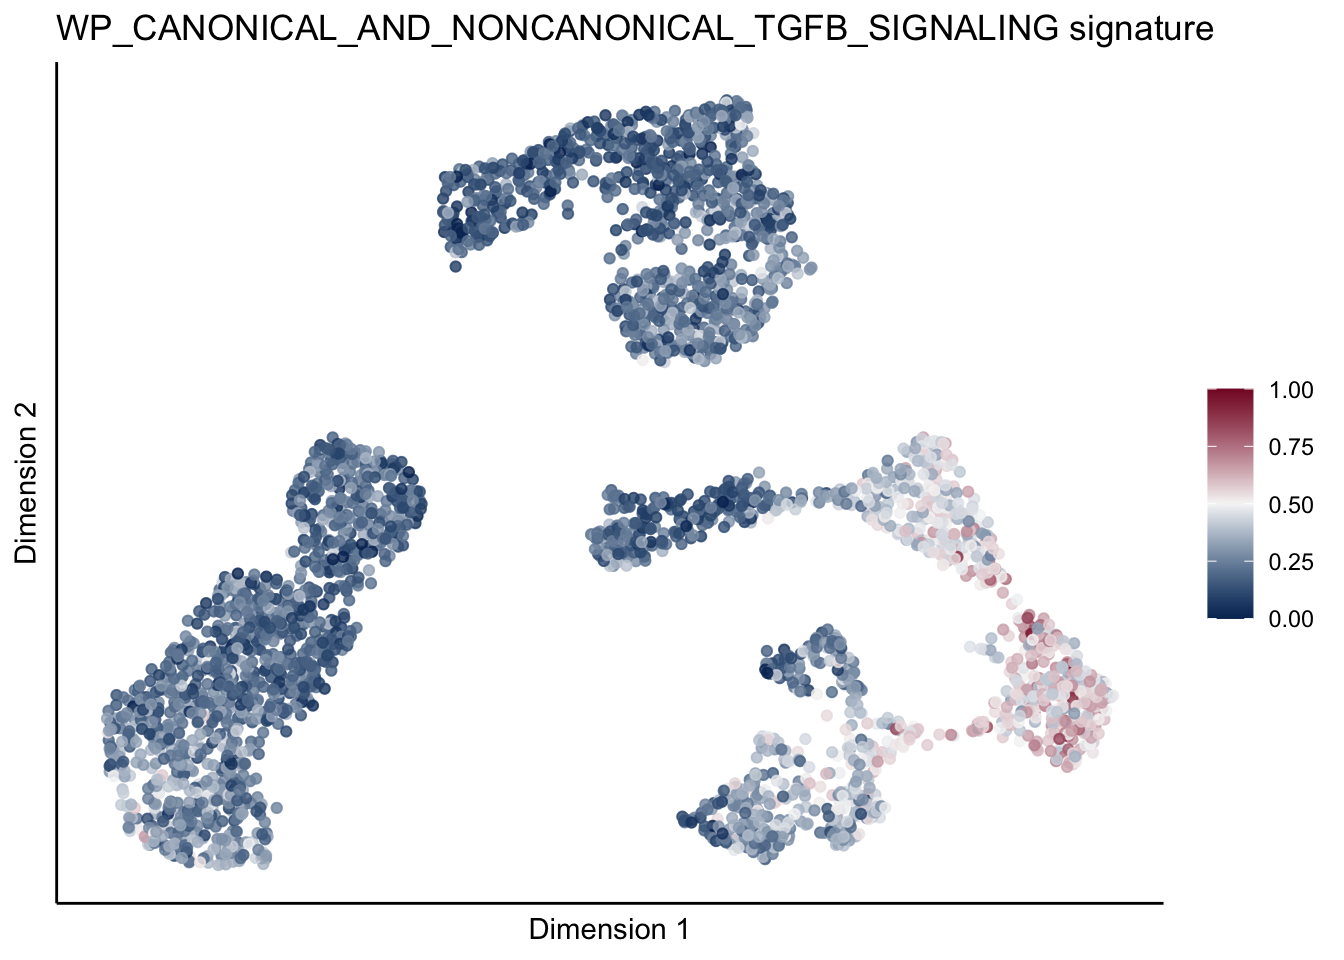 WP_CANONICAL_AND_NONCANONICAL_TGFB_SIGNALING signature
Dimension 2
1.00
0.75
0.50
0.25
0.00
Dimension 1